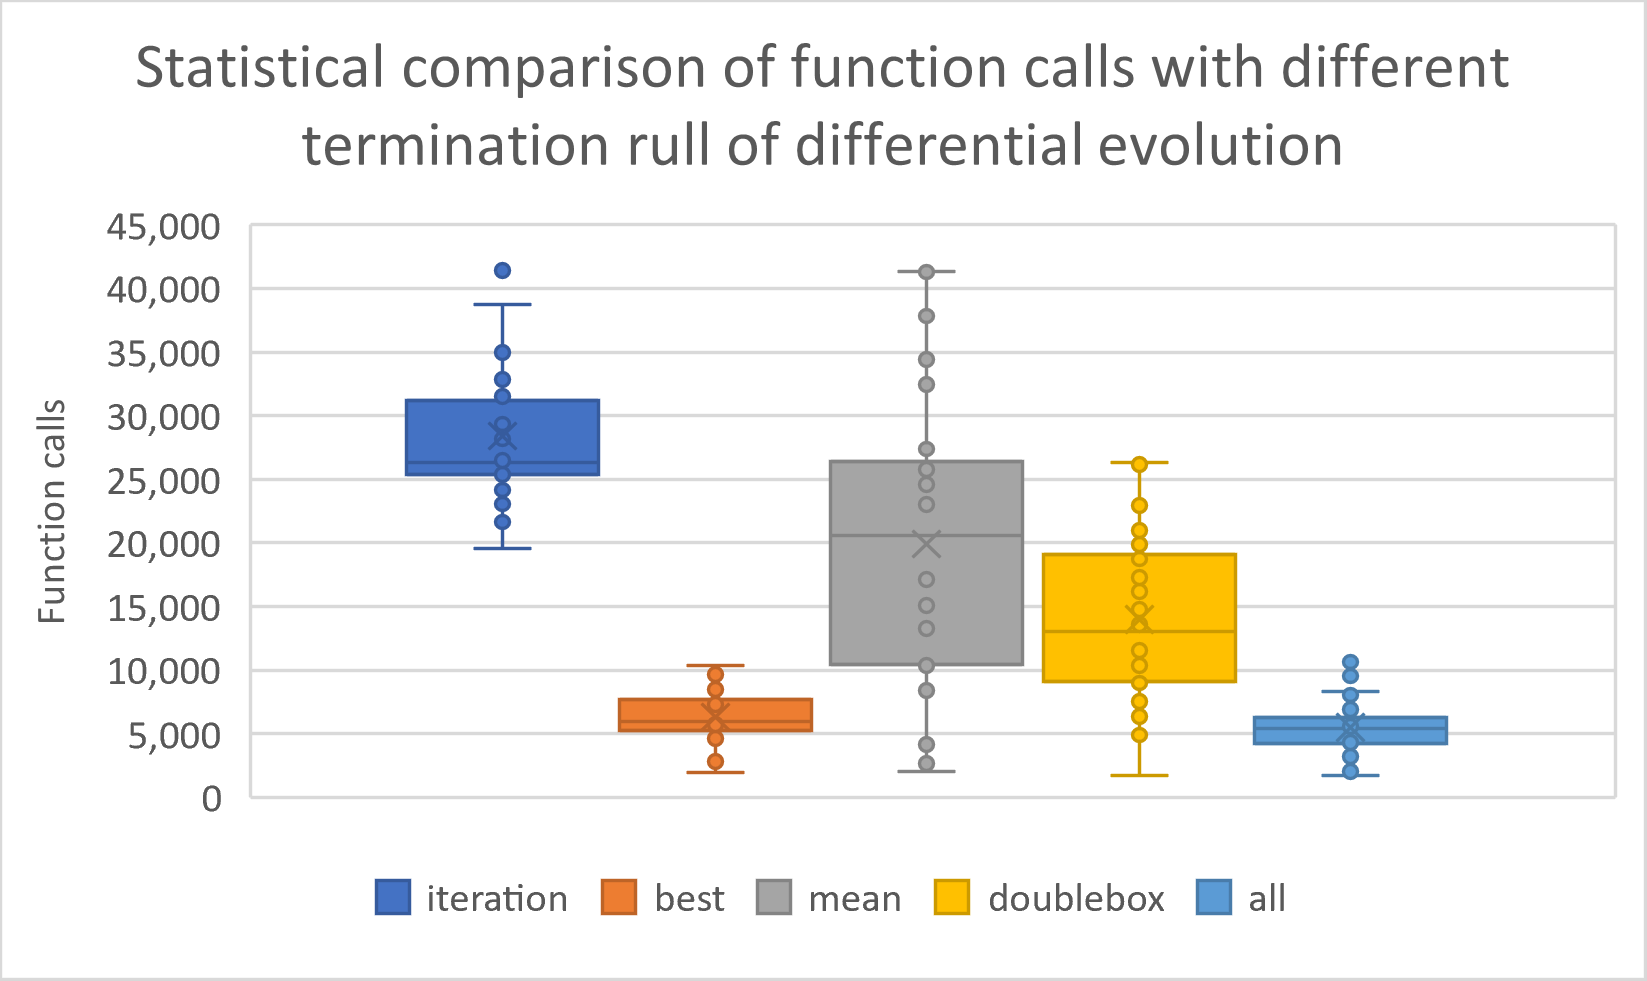 Statistical comparison of function calls with different
termination rull of differential evolution
45,000
40,000
35,000
30,000
25,000
20,000
15,000
10,000
5,000
0
Function calls
iteration best mean doublebox all